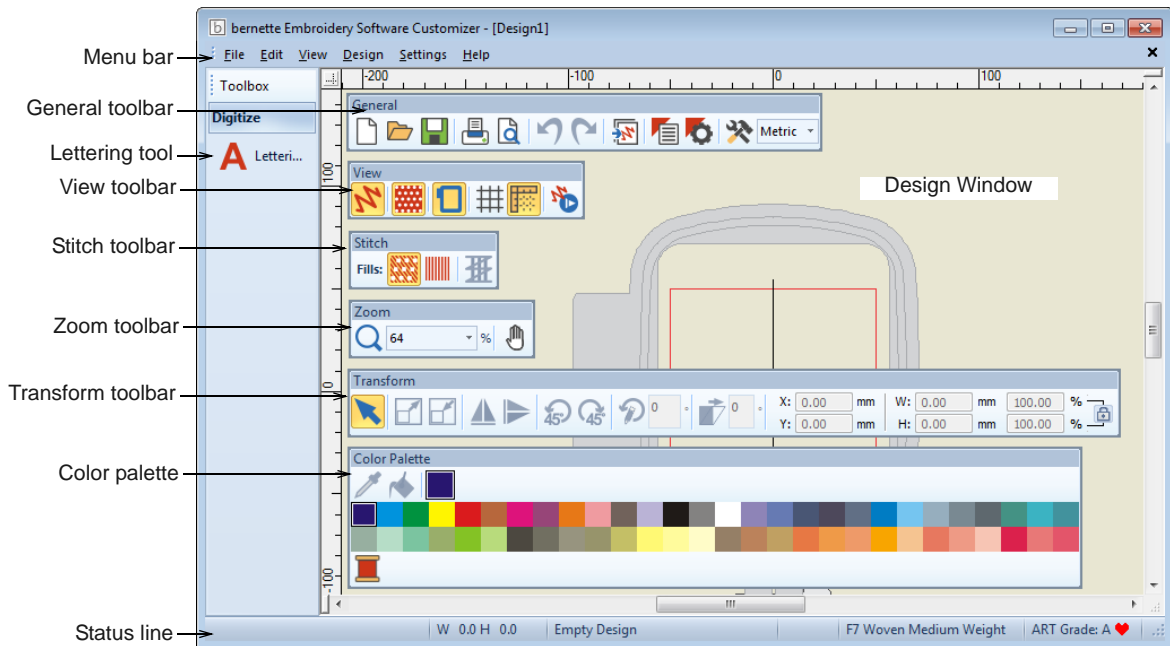 bernette Embroidery Software Customizer - [Design1]
Menu bar
File Edit View Design Settings Help
Toolbox
-200 -100 0 100
General toolbar
General
Digitize
Metric
Lettering tool
A Letteri...
View toolbar
View
100
Design Window
Stitch toolbar
Stitch
Fills:
Zoom toolbar
Zoom
64 %
0
Transform toolbar
Transform
45° 45° 0 ° 0 ° X: 0.00 mm W: 0.00 mm 100.00 %
Y: 0.00 mm H: 0.00 mm 100.00 %
Color palette
Color Palette
-100
Status line
W 0.0 H 0.0 Empty Design F7 Woven Medium Weight ART Grade: A